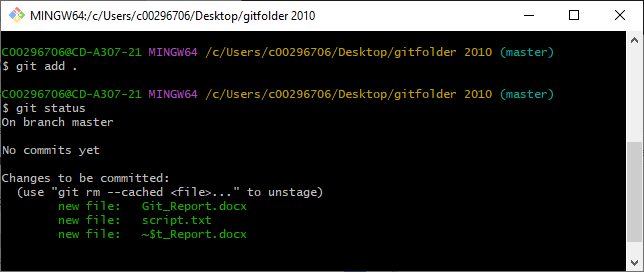 MINGW64:/c/Users/c00296706/Desktop/gitfolder 2010
C00296706@CD-A307-21 MINGW64 /c/Users/c00296706/Desktop/gitfolder 2010 (master)
$ git add .
C00296706@CD-A307-21 MINGW64 /c/Users/c00296706/Desktop/gitfolder 2010 (master)
$ git status
On branch master
No commits yet
Changes to be committed:
  (use "git rm --cached <file>..." to unstage)
        new file:   Git_Report.docx
        new file:   script.txt
        new file:   ~$t_Report.docx